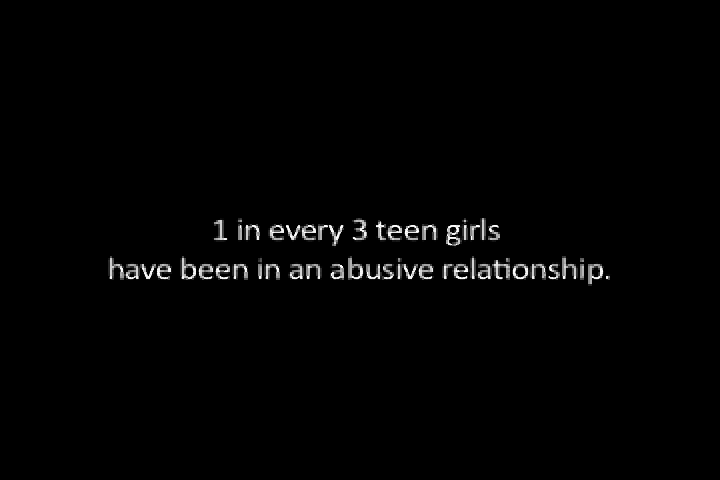 1 in every 3 teen girls
have been in an abusive relationship.